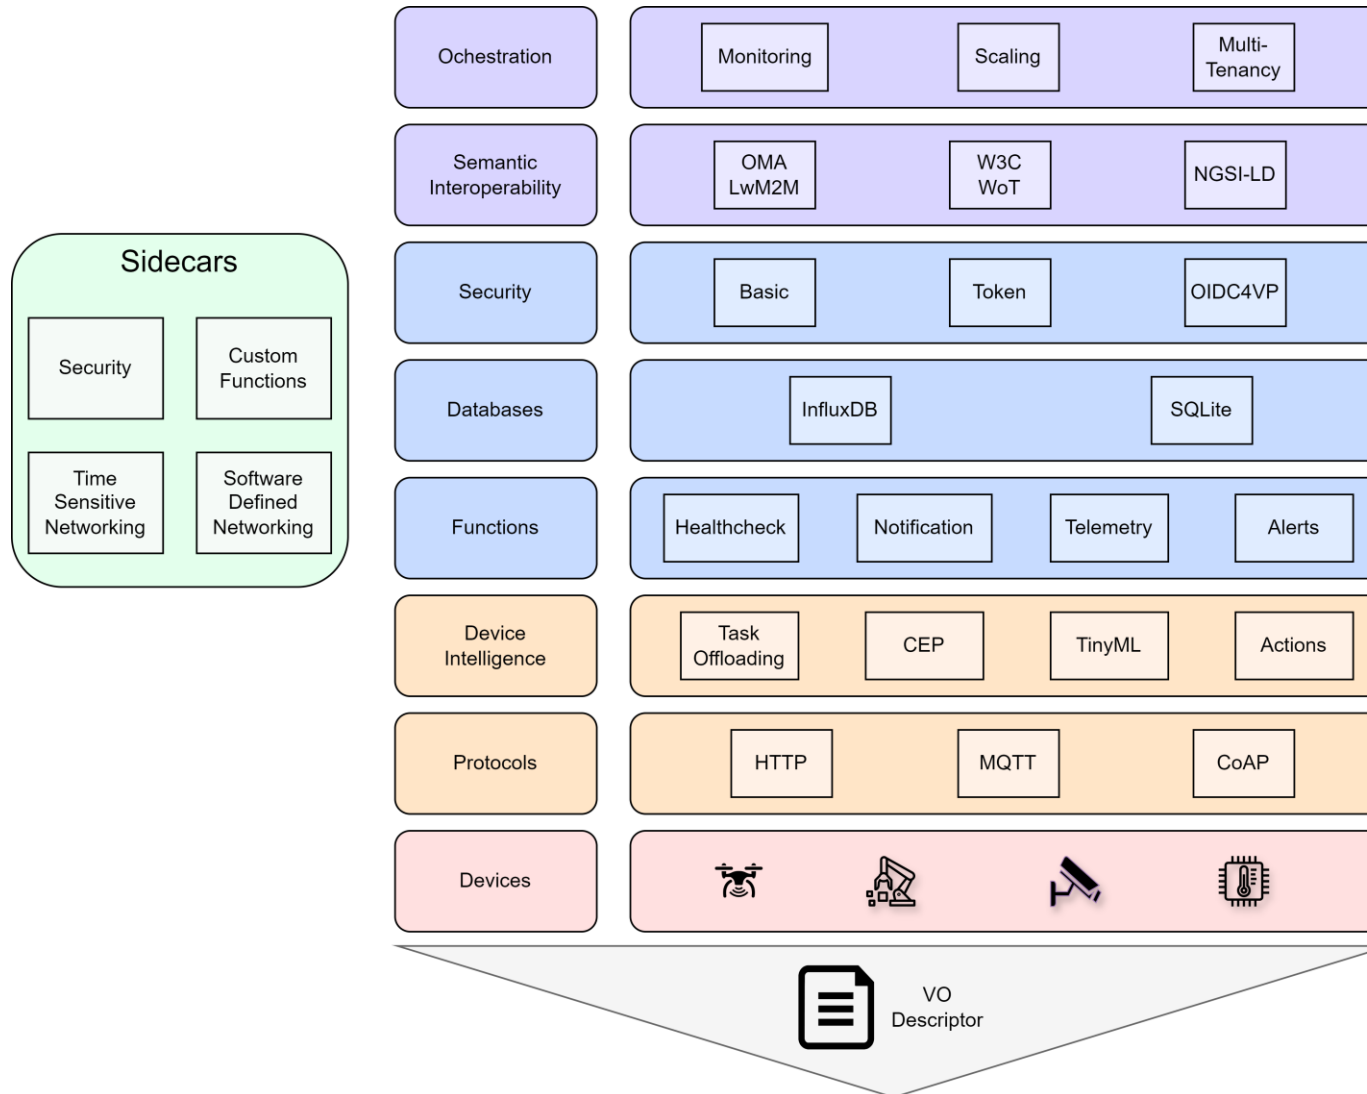 Ochestration
Monitoring
Scaling
Multi-
Tenancy
Semantic
Interoperability
OMA
LwM2M
W3C
WoT
NGSI-LD
Sidecars
Security
Custom
Functions
Time
Sensitive
Networking
Software
Defined
Networking
Security
Basic
Token
OIDC4VP
Databases
InfluxDB
SQLite
Functions
Healthcheck
Notification
Telemetry
Alerts
Device
Intelligence
Task
Offloading
CEP
TinyML
Actions
Protocols
HTTP
MQTT
CoAP
Devices
VO
Descriptor